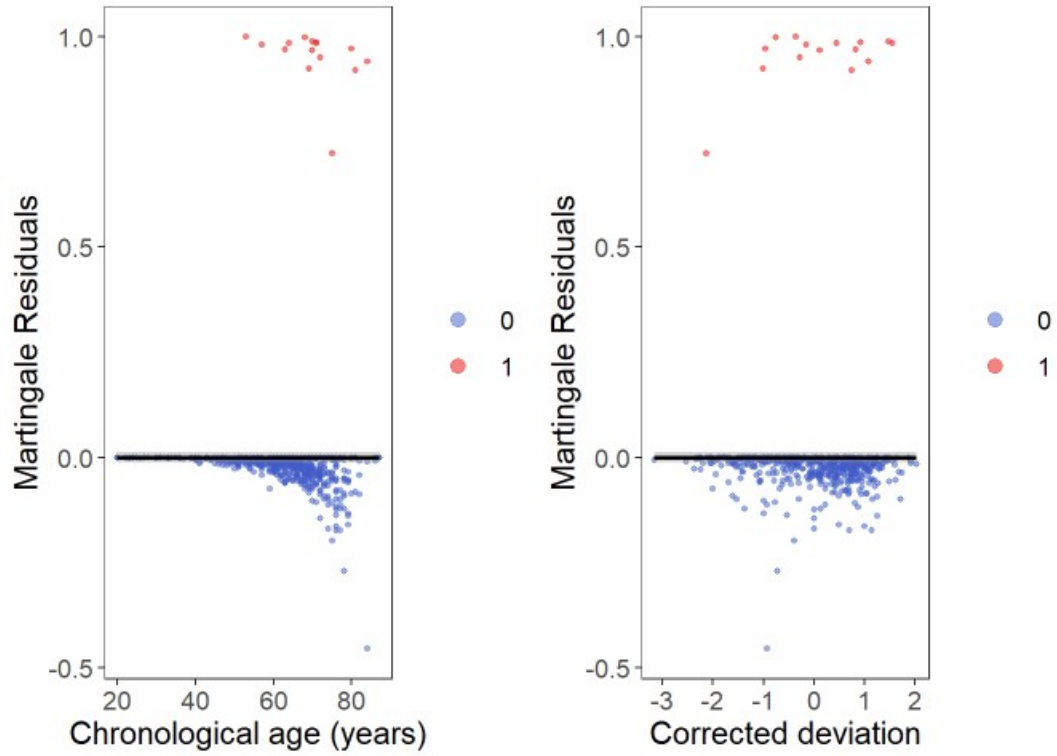 Martingale Residuals
1.0
0.5
0.0
-0.5
20 40 60 80
Chronological age (years)
0
1
Martingale Residuals
1.0
0.5
0.0
-0.5
-3 -2 -1 0 1 2
Corrected deviation
0
1